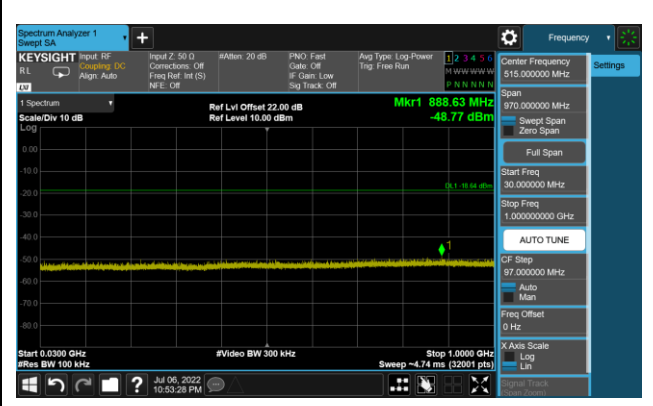 Spectrum Analyzer 1
Swept SA
Frequency
KEYSIGHT
RL
LXI
Input: RF
Coupling: DC
Align: Auto
Input Z: 50 Ω
Corrections: Off
Freq Ref: Int (S)
NFE: Off
#Atten: 20 dB
PNO: Fast
Gate: Off
IF Gain: Low
Sig Track: Off
Avg Type: Log-Power
Trig: Free Run
1 2 3 4 5 6
M W W W W W
P N N N N N
1 Spectrum
Scale/Div 10 dB
Ref Lvl Offset 22.00 dB
Ref Level 10.00 dBm
Mkr1 888.63 MHz
-48.77 dBm
Log
0.00
-10.0
-20.0
-30.0
-40.0
-50.0
-60.0
-70.0
-80.0
DL1 -18.64 dBm
1
Start 0.0300 GHz
#Res BW 100 kHz
#Video BW 300 kHz
Stop 1.0000 GHz
Sweep ~4.74 ms (32001 pts)
Jul 06, 2022
10:53:28 PM
Center Frequency
515.000000 MHz
Span
970.000000 MHz
Swept Span
Zero Span
Full Span
Start Freq
30.000000 MHz
Stop Freq
1.000000000 GHz
AUTO TUNE
CF Step
97.000000 MHz
Auto
Man
Freq Offset
0 Hz
X Axis Scale
Log
Lin
Signal Track
(Span Zoom)
Settings